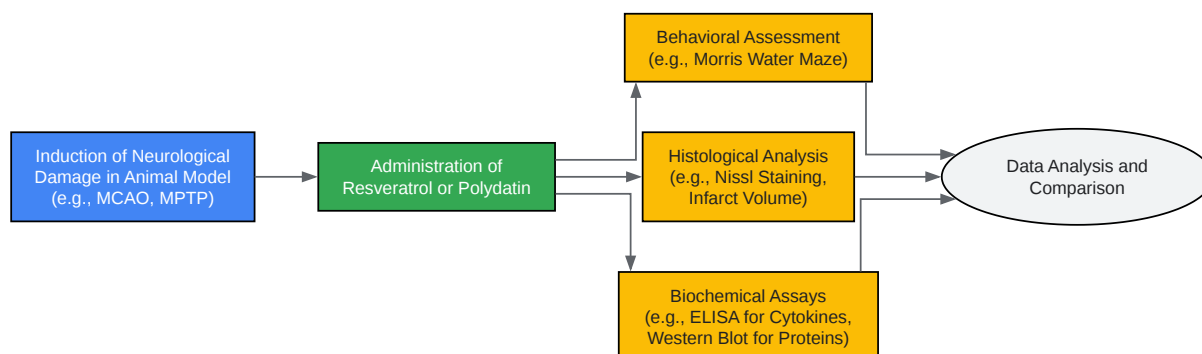 Behavioral Assessment
(e.g., Morris Water Maze)
Induction of Neurological
Damage in Animal Model
(e.g., MCAO, MPTP)
Administration of
Resveratrol or Polydatin
Histological Analysis
(e.g., Nissl Staining,
Infarct Volume)
Data Analysis and
Comparison
Biochemical Assays
(e.g., ELISA for Cytokines,
Western Blot for Proteins)